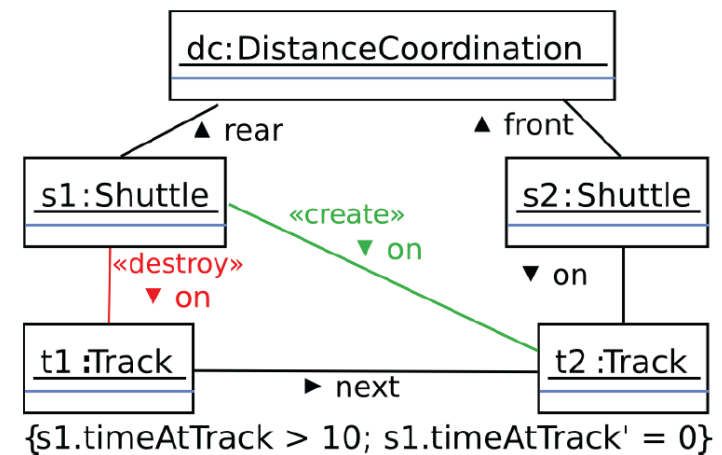 dc:DistanceCoordination
▲ rear
▲ front
s1:Shuttle
s2:Shuttle
«create»
▼ on
«destroy»
▼ on
▼ on
t1:Track
t2:Track
► next
{s1.timeAtTrack > 10; s1.timeAtTrack' = 0}